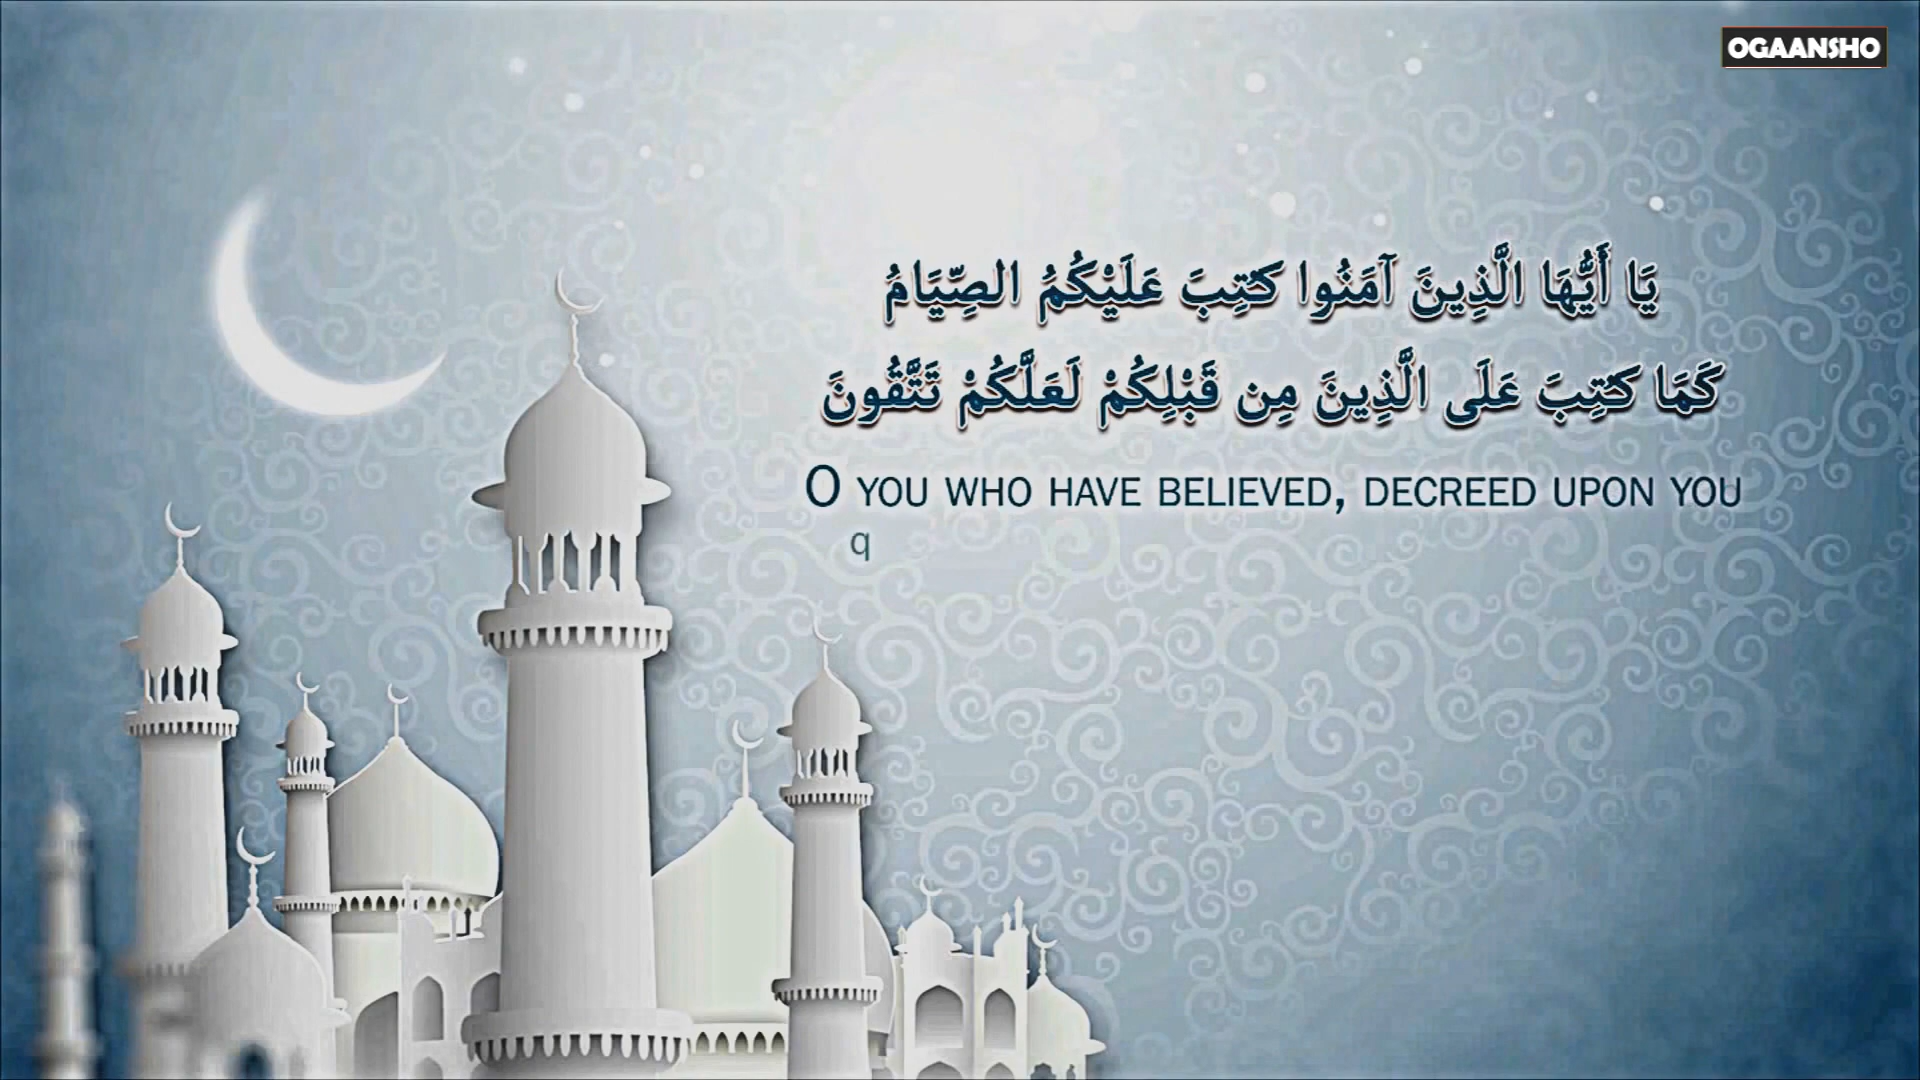 OGAANSHO
يَا أَيُّهَا الَّذِينَ آمَنُوا كُتِبَ عَلَيْكُمُ الصِّيَامُ
كَمَا كُتِبَ عَلَى الَّذِينَ مِن قَبْلِكُمْ لَعَلَّكُمْ تَتَّقُونَ
O YOU WHO HAVE BELIEVED, DECREED UPON YOU
q